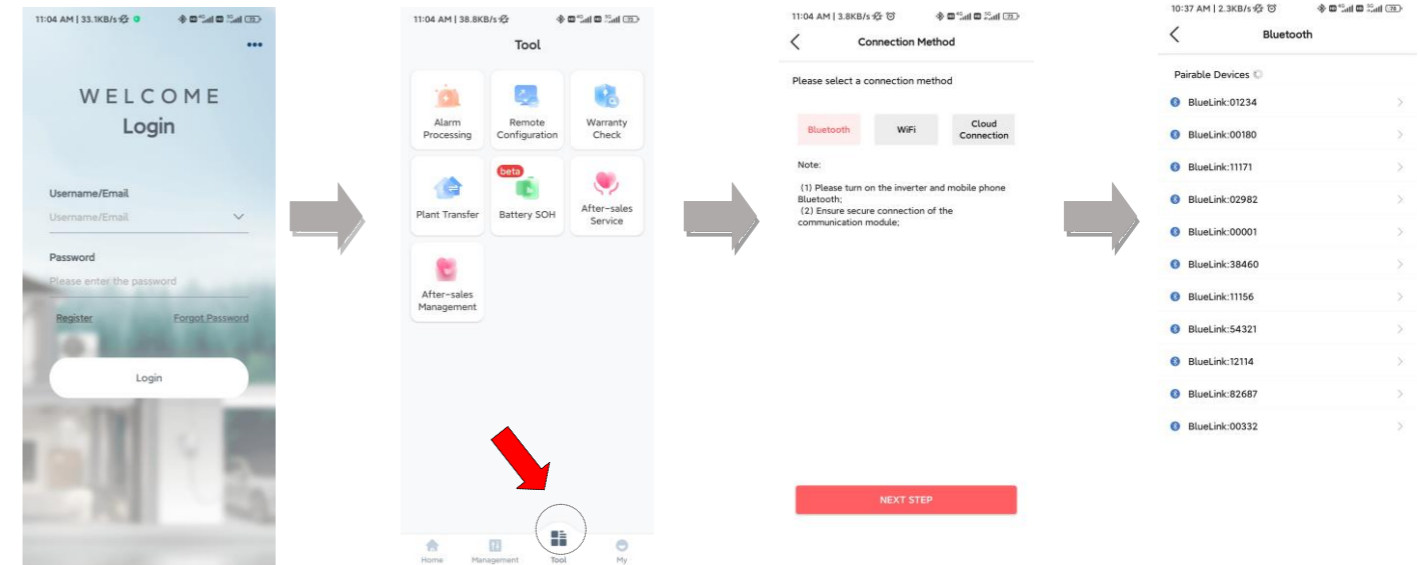 11:04 AM | 33.1KB/s
WELCOME
Login
Username/Email
Username/Email
Password
Please enter the password
Register Forgot Password
Login
11:04 AM | 38.8KB/s
Tool
Alarm
Processing
Remote
Configuration
Warranty
Check
Plant Transfer
beta
Battery SOH
After-sales
Service
After-sales
Management
Home Management Tool My
11:04 AM | 3.8KB/s
Connection Method
Please select a connection method
Bluetooth
WiFi
Cloud
Connection
Note:
(1) Please turn on the inverter and mobile phone
Bluetooth;
(2) Ensure secure connection of the
communication module;
NEXT STEP
10:37 AM | 2.3KB/s
Bluetooth
Pairable Devices
BlueLink:01234
BlueLink:00180
BlueLink:11171
BlueLink:02982
BlueLink:00001
BlueLink:38460
BlueLink:11156
BlueLink:54321
BlueLink:12114
BlueLink:82687
BlueLink:00332